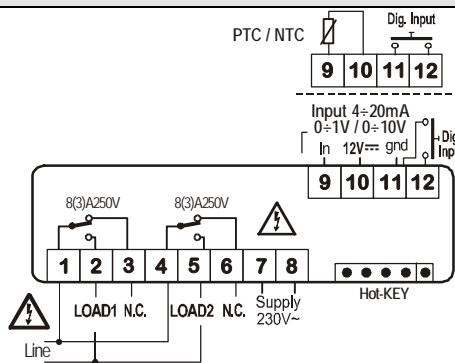 Dig. Input
PTC / NTC
9 10 11 12
Input 4÷20mA
0÷1V / 0÷10V
In 12V gnd
Dig
Inp
9 10 11 12
8(3)A250V 8(3)A250V
1 2 3 4 5 6 7 8
LOAD1 N.C. LOAD2 N.C. Supply
230V~
Hot-KEY
Line